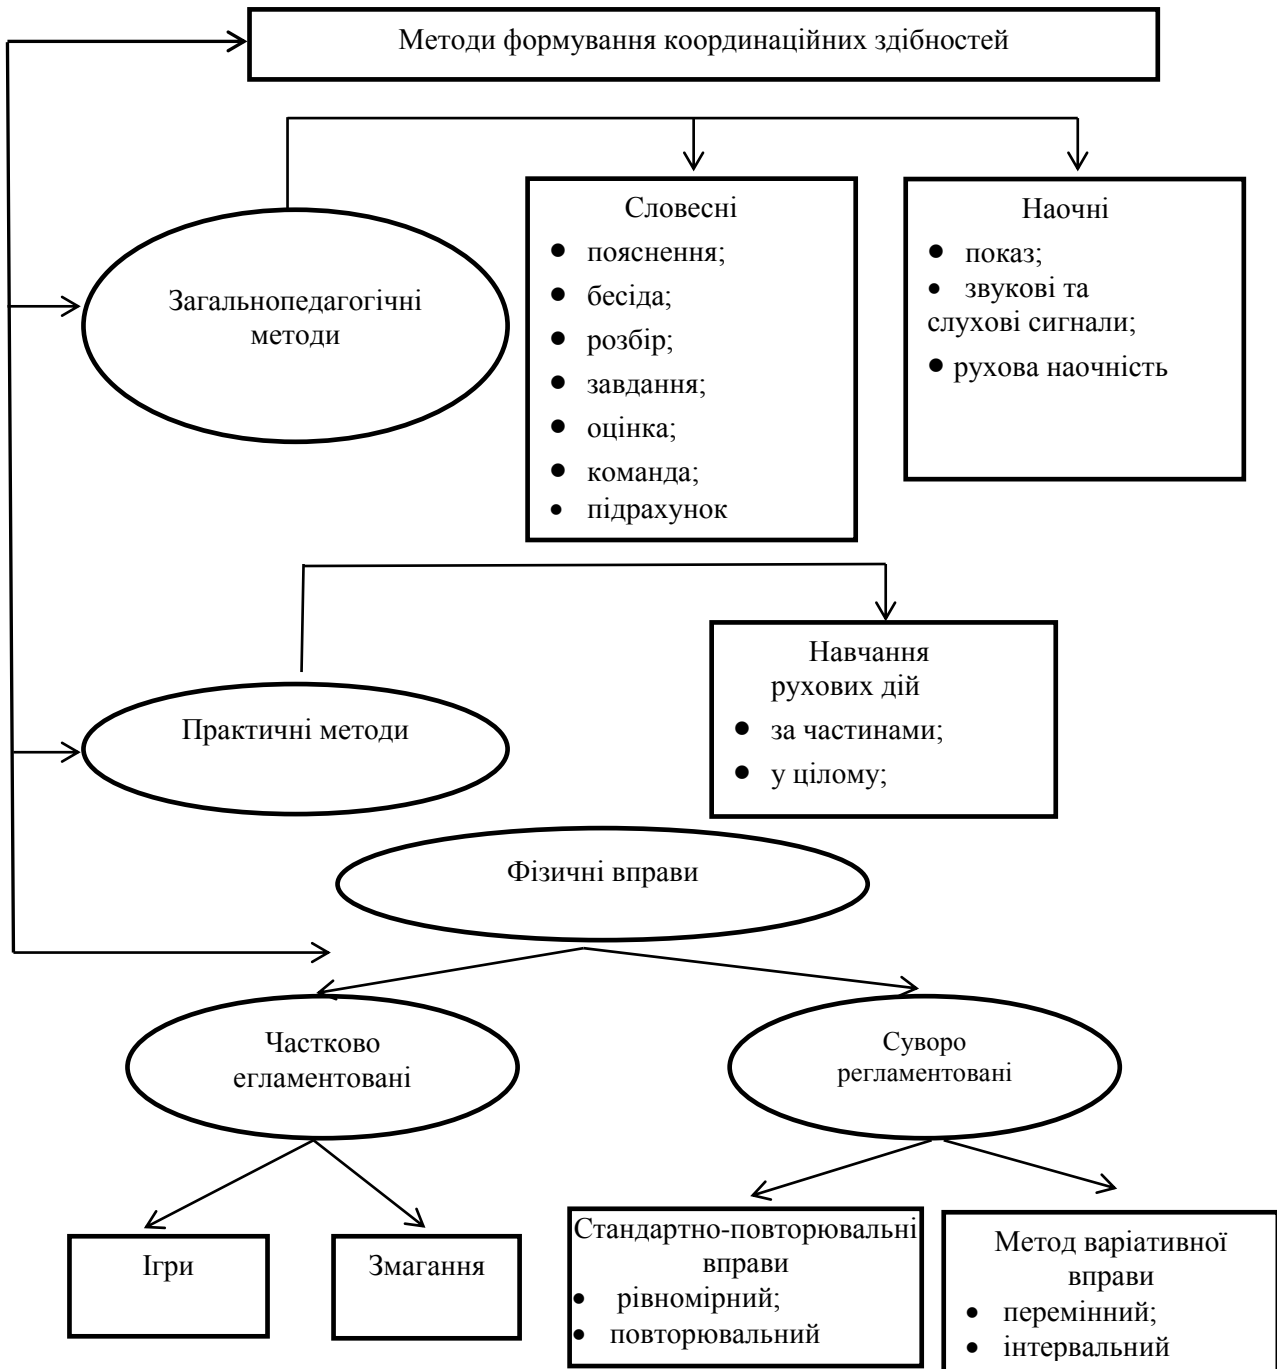 Методи формування координаційних здібностей
Загальнопедагогічні
методи
Словесні
● пояснення;
● бесіда;
● розбір;
● завдання;
● оцінка;
● команда;
● підрахунок
Наочні
● показ;
● звукові та
слухові сигнали;
● рухова наочність
Практичні методи
Навчання
рухових дій
● за частинами;
● у цілому;
Фізичні вправи
Частково
егламентовані
Суворо
регламентовані
Ігри
Змагання
Стандартно-повторювальні
вправи
● рівномірний;
● повторювальний
Метод варіативної
вправи
● перемінний;
● інтервальний